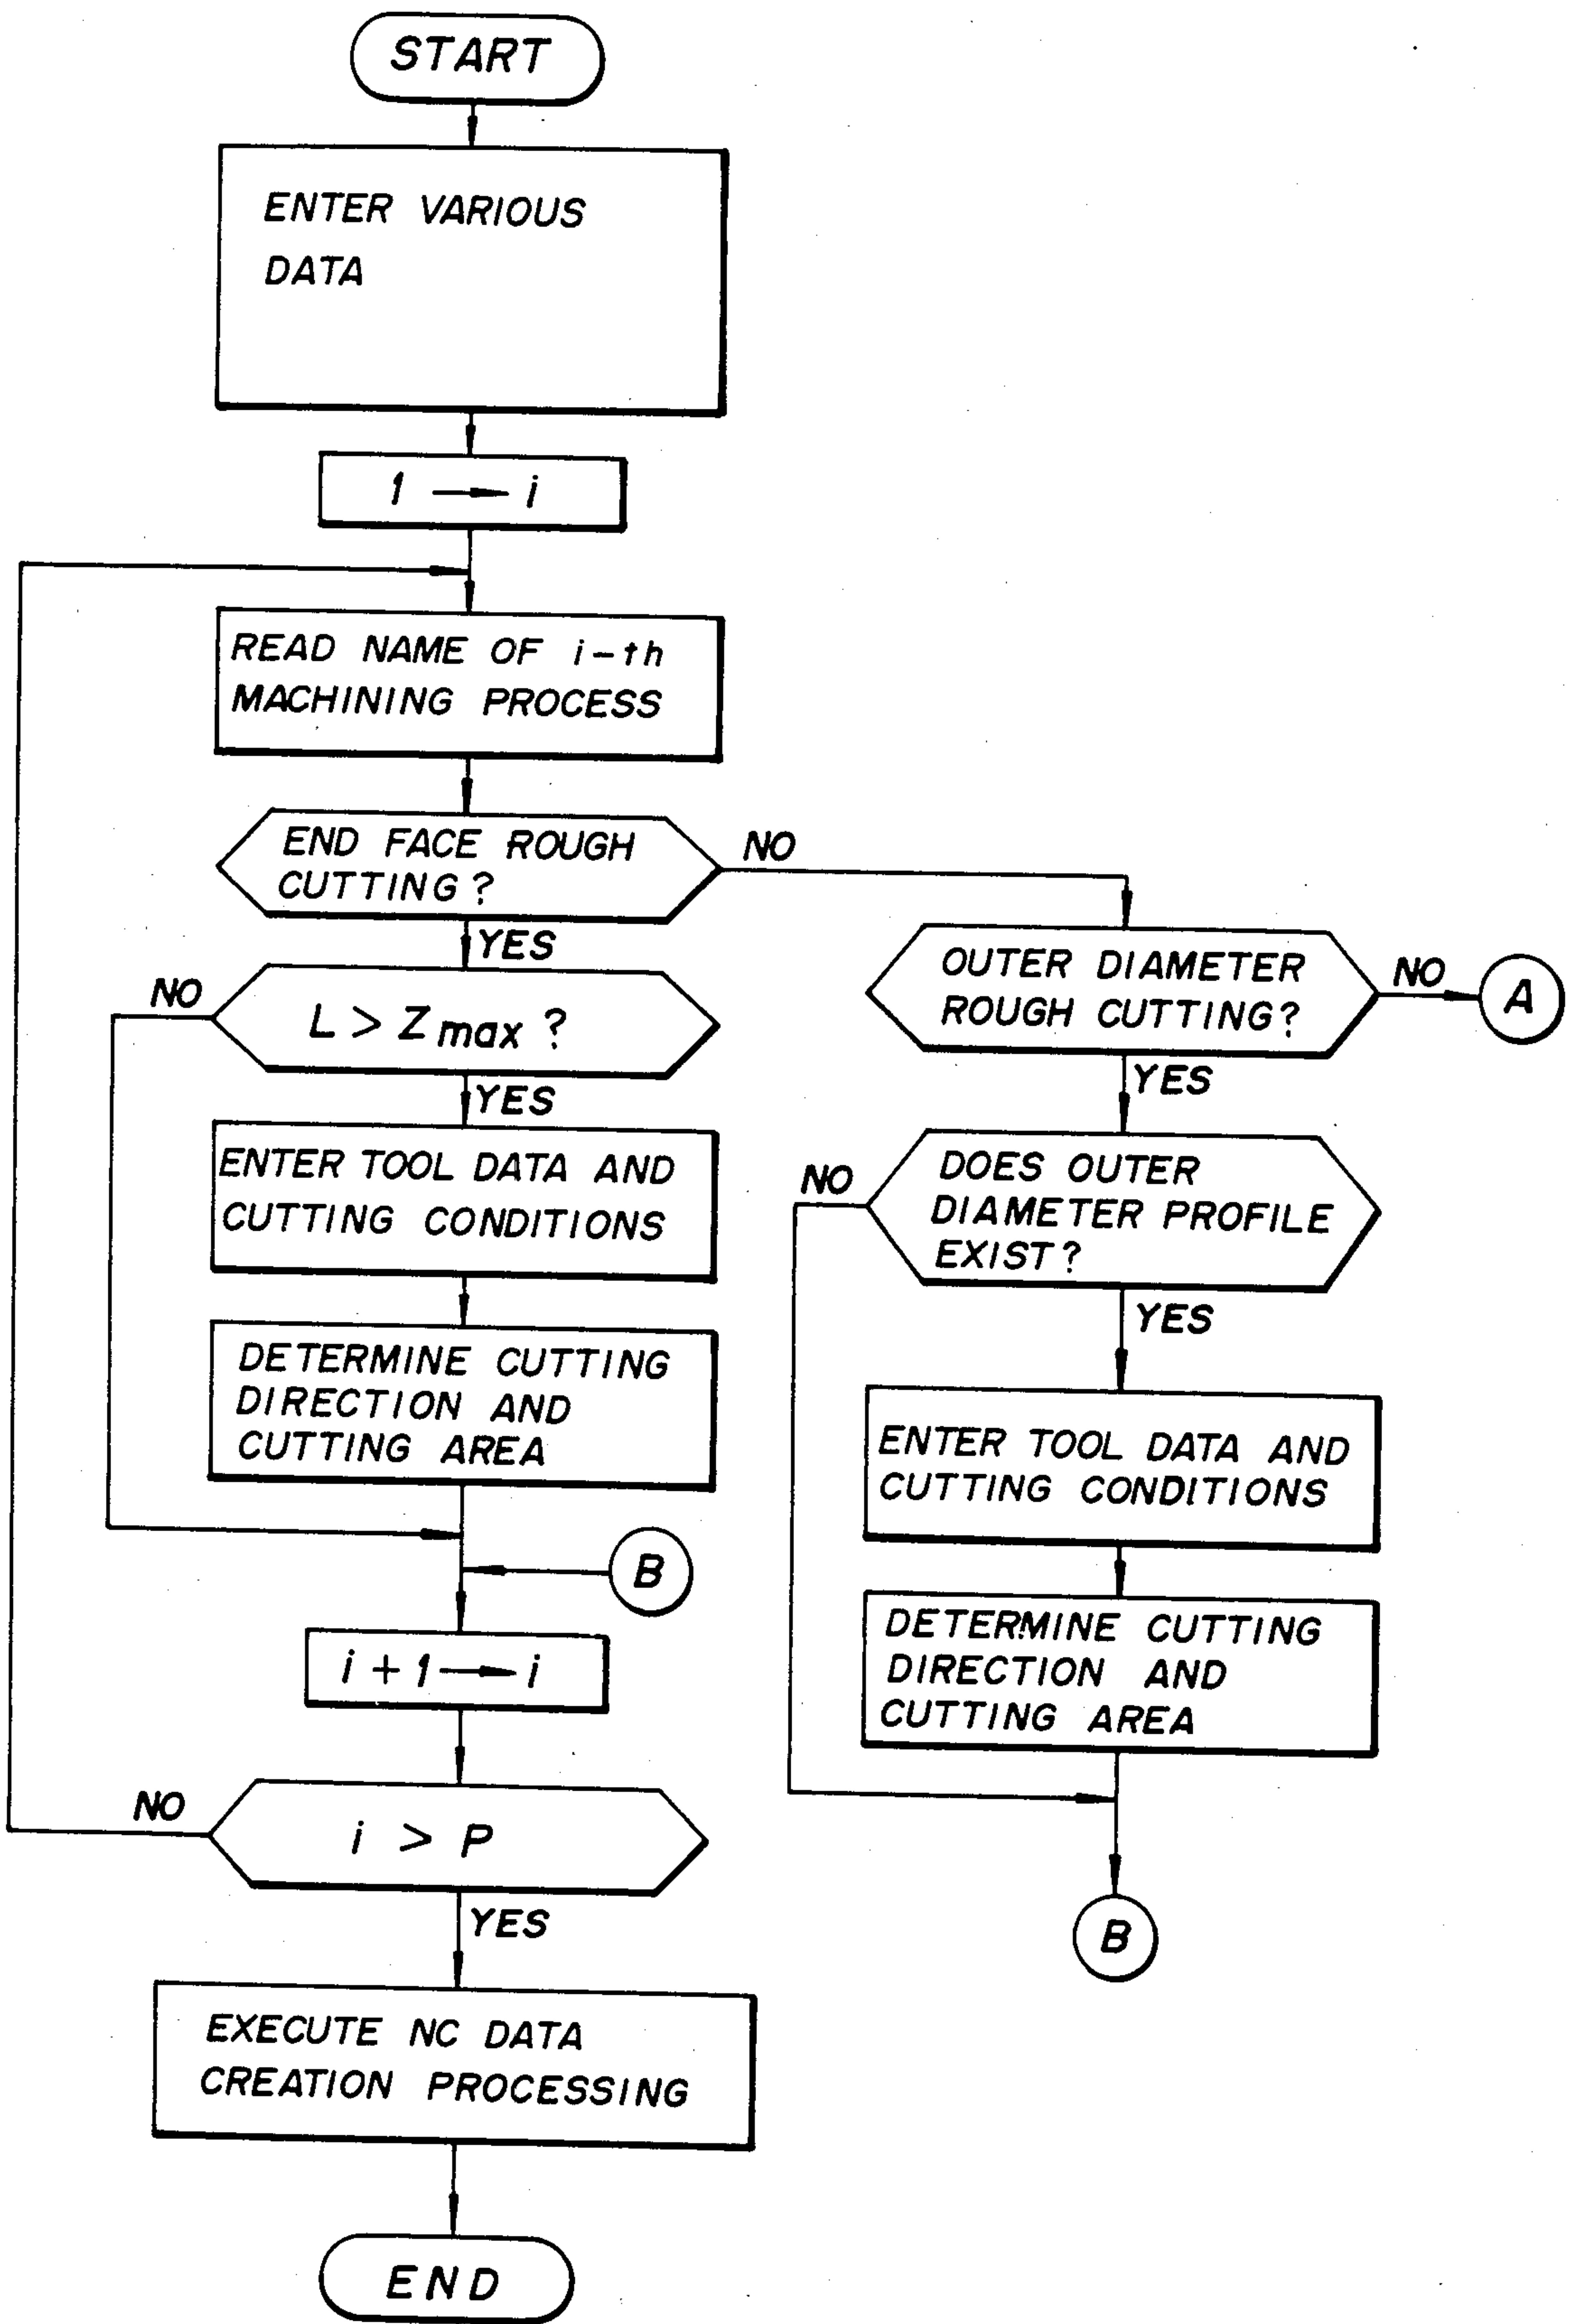 START
ENTER VARIOUS
DATA
1 → i
READ NAME OF i-th
MACHINING PROCESS
END FACE ROUGH
CUTTING?
NO
YES
L > Zmax ?
NO
YES
ENTER TOOL DATA AND
CUTTING CONDITIONS
DETERMINE CUTTING
DIRECTION AND
CUTTING AREA
B
i + 1 → i
i > P
NO
YES
EXECUTE NC DATA
CREATION PROCESSING
END
OUTER DIAMETER
ROUGH CUTTING?
NO
A
YES
DOES OUTER
DIAMETER PROFILE
EXIST?
NO
YES
ENTER TOOL DATA AND
CUTTING CONDITIONS
DETERMINE CUTTING
DIRECTION AND
CUTTING AREA
B